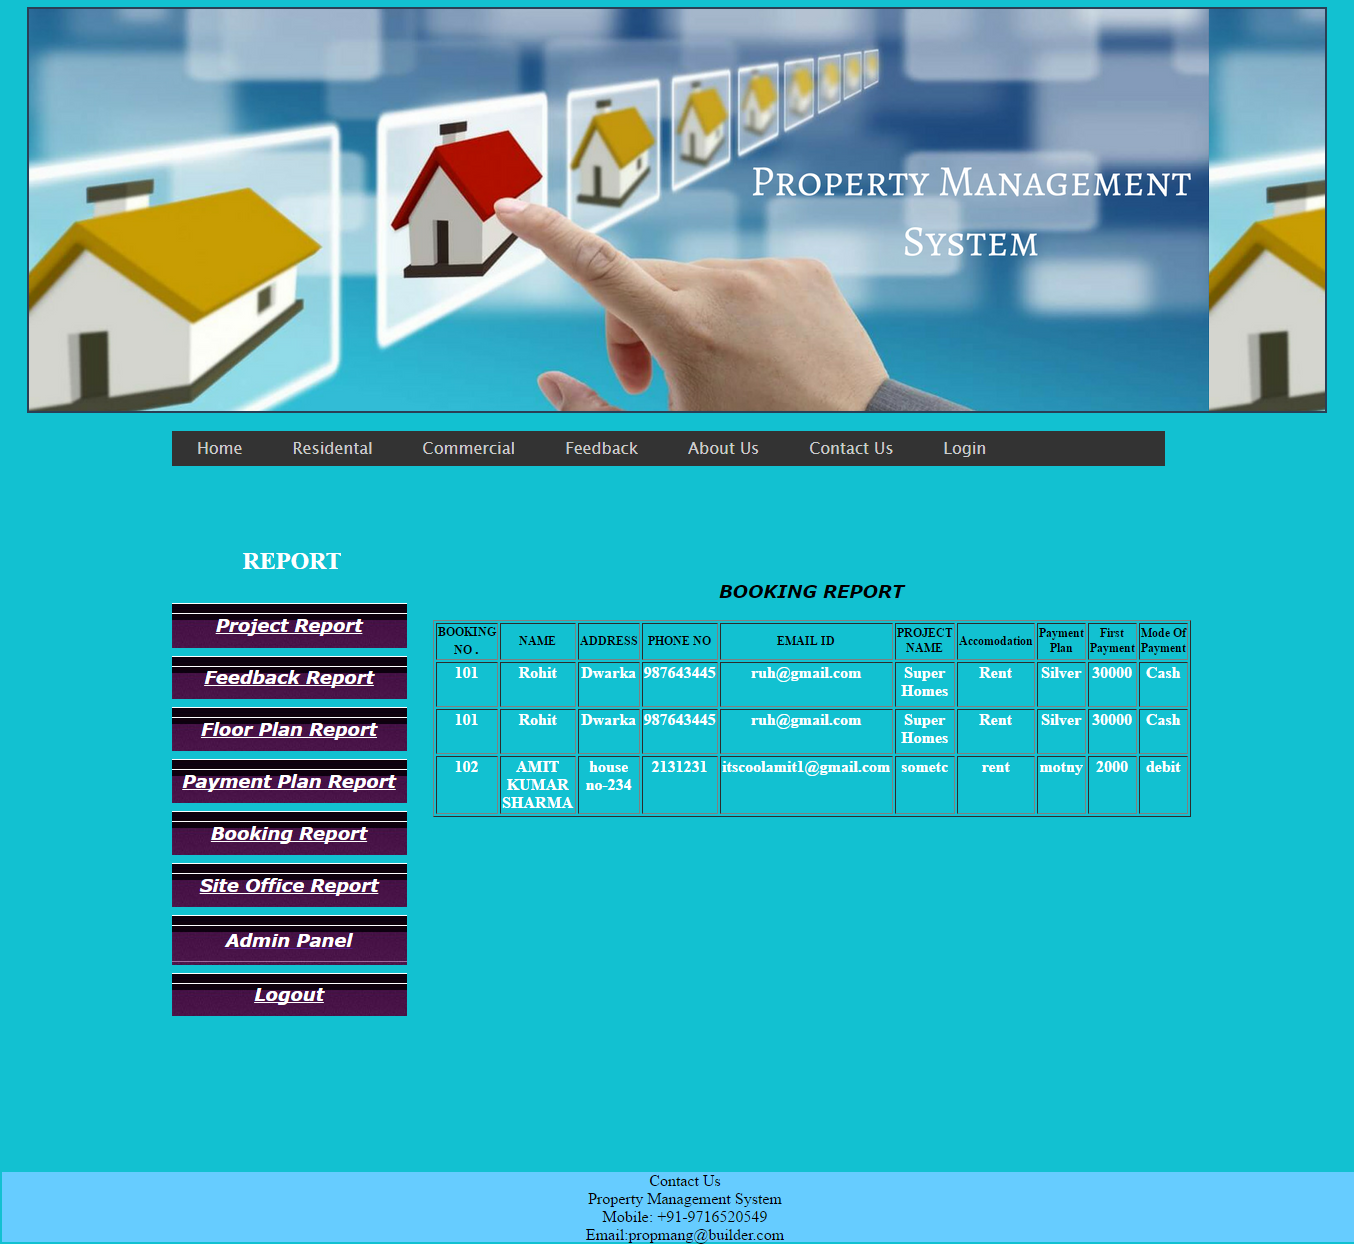 Property Management
System
Home Residental Commercial Feedback About Us Contact Us Login
REPORT
Project Report
Feedback Report
Floor Plan Report
Payment Plan Report
Booking Report
Site Office Report
Admin Panel
Logout
BOOKING REPORT
BOOKING NO . NAME ADDRESS PHONE NO EMAIL ID PROJECT NAME Accomodation Payment Plan First Payment Mode Of Payment
101 Rohit Dwarka 987643445 ruh@gmail.com Super Homes Rent Silver 30000 Cash
101 Rohit Dwarka 987643445 ruh@gmail.com Super Homes Rent Silver 30000 Cash
102 AMIT KUMAR SHARMA house no-234 2131231 itscoolamit1@gmail.com sometc rent motny 2000 debit
Contact Us
Property Management System
Mobile: +91-9716520549
Email:propmang@builder.com